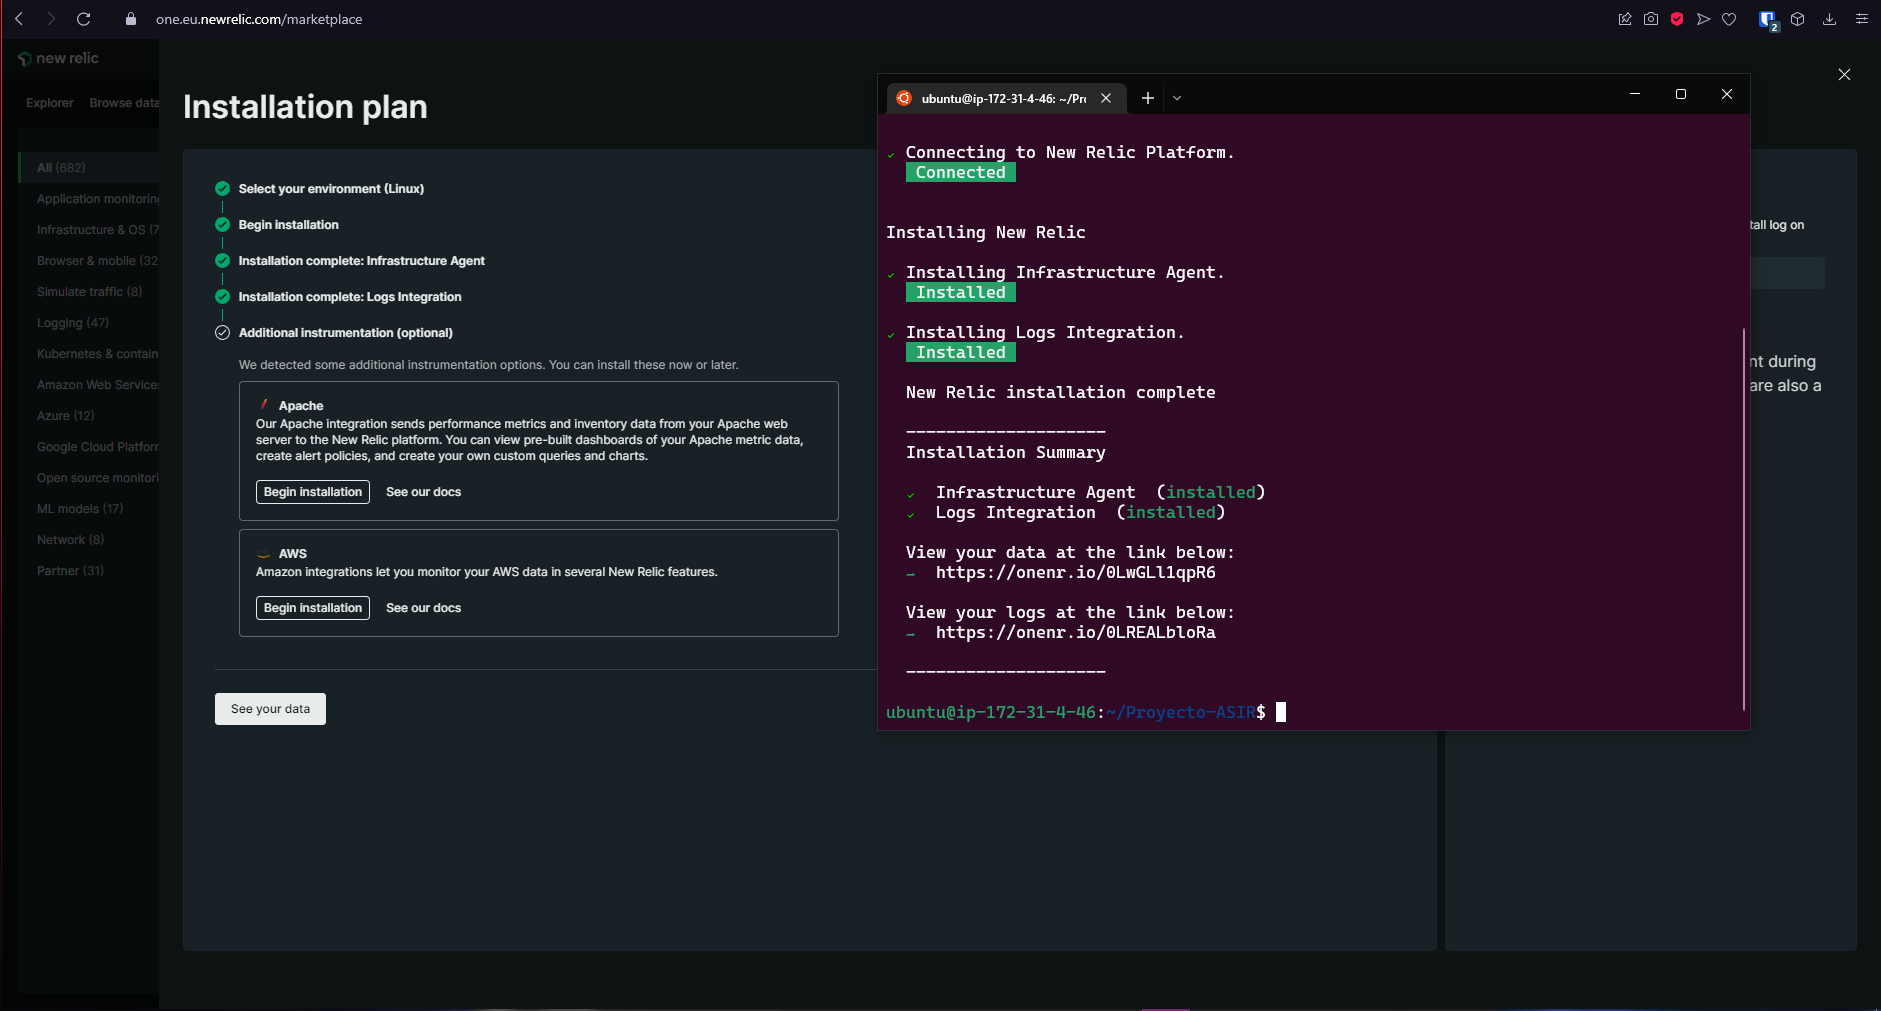 one.eu.newrelic.com/marketplace
2
new relic
Explorer Browse data
All (682)
Application monitoring
Infrastructure & OS (7
Browser & mobile (32
Simulate traffic (8)
Logging (47)
Kubernetes & contain
Amazon Web Services
Azure (12)
Google Cloud Platforr
Open source monitori
ML models (17)
Network (8)
Partner (31)
Installation plan
Select your environment (Linux)
Begin installation
Installation complete: Infrastructure Agent
Installation complete: Logs Integration
Additional instrumentation (optional)
We detected some additional instrumentation options. You can install these now or later.
Apache
Our Apache integration sends performance metrics and inventory data from your Apache web
server to the New Relic platform. You can view pre-built dashboards of your Apache metric data,
create alert policies, and create your own custom queries and charts.
Begin installation See our docs
AWS
Amazon integrations let you monitor your AWS data in several New Relic features.
Begin installation See our docs
See your data
ubuntu@ip-172-31-4-46: ~/Pr
Connecting to New Relic Platform.
Connected
Installing New Relic
Installing Infrastructure Agent.
Installed
Installing Logs Integration.
Installed
New Relic installation complete
--------------------
Installation Summary
Infrastructure Agent (installed)
Logs Integration (installed)
View your data at the link below:
→ https://onenr.io/0LwGLl1qpR6
View your logs at the link below:
→ https://onenr.io/0LREALbloRa
--------------------
ubuntu@ip-172-31-4-46:~/Proyecto-ASIR$
tall log on
nt during
are also a